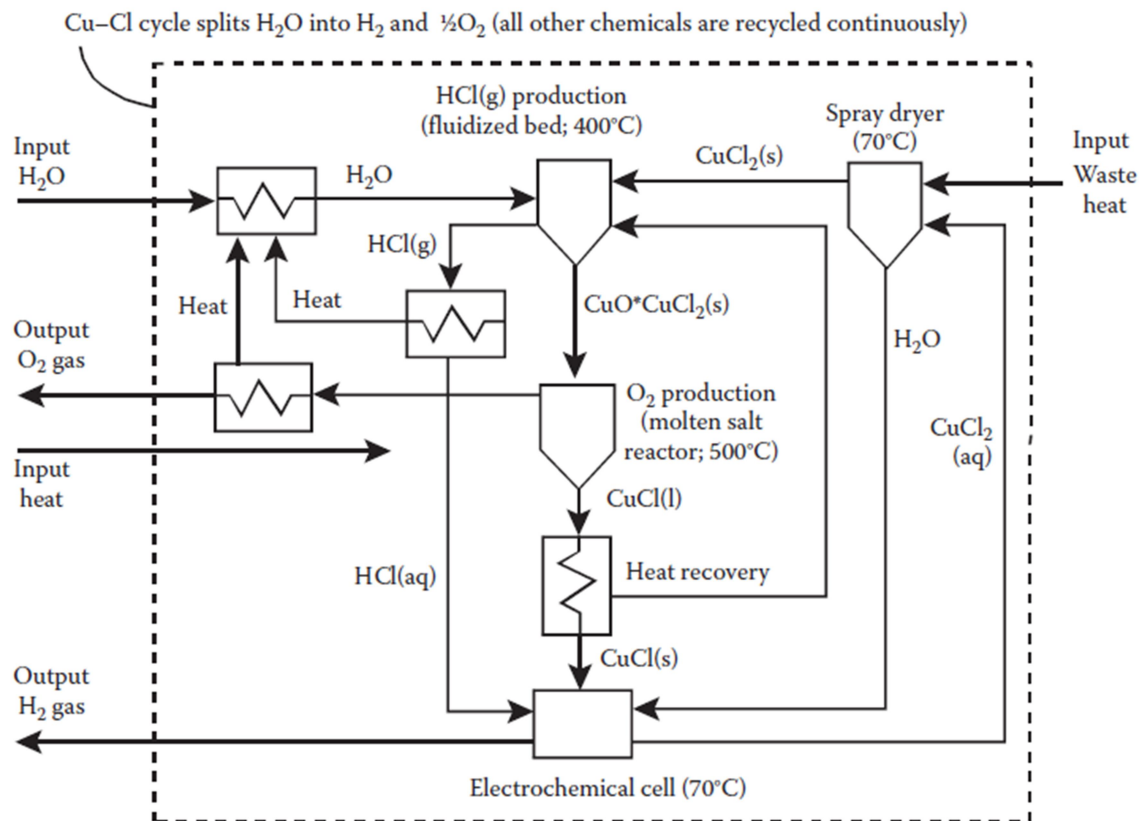 Cu–Cl cycle splits H₂O into H₂ and ½O₂ (all other chemicals are recycled continuously)
HCl(g) production
(fluidized bed; 400°C)
Spray dryer
(70°C)
Input
H₂O
H₂O
CuCl₂(s)
Input
Waste
heat
HCl(g)
Heat
Heat
CuO*CuCl₂(s)
H₂O
Output
O₂ gas
O₂ production
(molten salt
reactor; 500°C)
CuCl₂
(aq)
Input
heat
CuCl(l)
HCl(aq)
Heat recovery
CuCl(s)
Output
H₂ gas
Electrochemical cell (70°C)